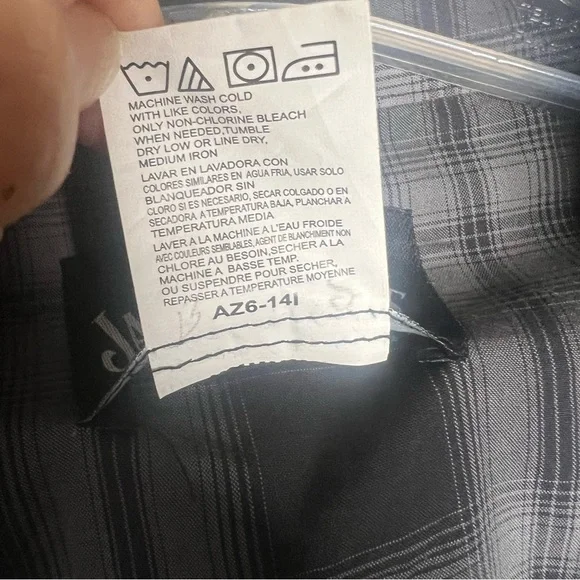 MACHINE WASH COLD
WITH LIKE COLORS,
ONLY NON-CHLORINE BLEACH
WHEN NEEDED,TUMBLE
DRY LOW OR LINE DRY,
MEDIUM IRON
LAVAR EN LAVADORA CON
COLORES SIMILARES EN AGUA FRIA, USAR SOLO
BLANQUEADOR SIN
CLORO SI ES NECESARIO, SECAR COLGADO O EN
SECADORA A TEMPERATURA BAJA, PLANCHAR A
TEMPERATURA MEDIA
LAVER A LA MACHINE A L'EAU FROIDE
AVEC COULEURS SEMBLABLES, AGENT DE BLANCHIMENT NON
CHLORE AU BESOIN,SECHER A LA
MACHINE A BASSE TEMP.
OU SUSPENDRE POUR SECHER,
REPASSER A TEMPERATURE MOYENNE
AZ6-14I